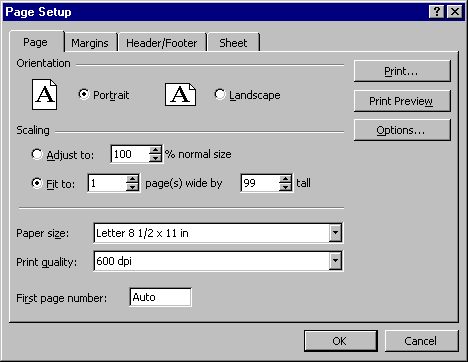 Page Setup
Page Margins Header/Footer Sheet
Orientation
A Portrait A Landscape
Print...
Print Preview
Options...
Scaling
Adjust to: 100 % normal size
Fit to: 1 page(s) wide by 99 tall
Paper size: Letter 8 1/2 x 11 in
Print quality: 600 dpi
First page number: Auto
OK Cancel